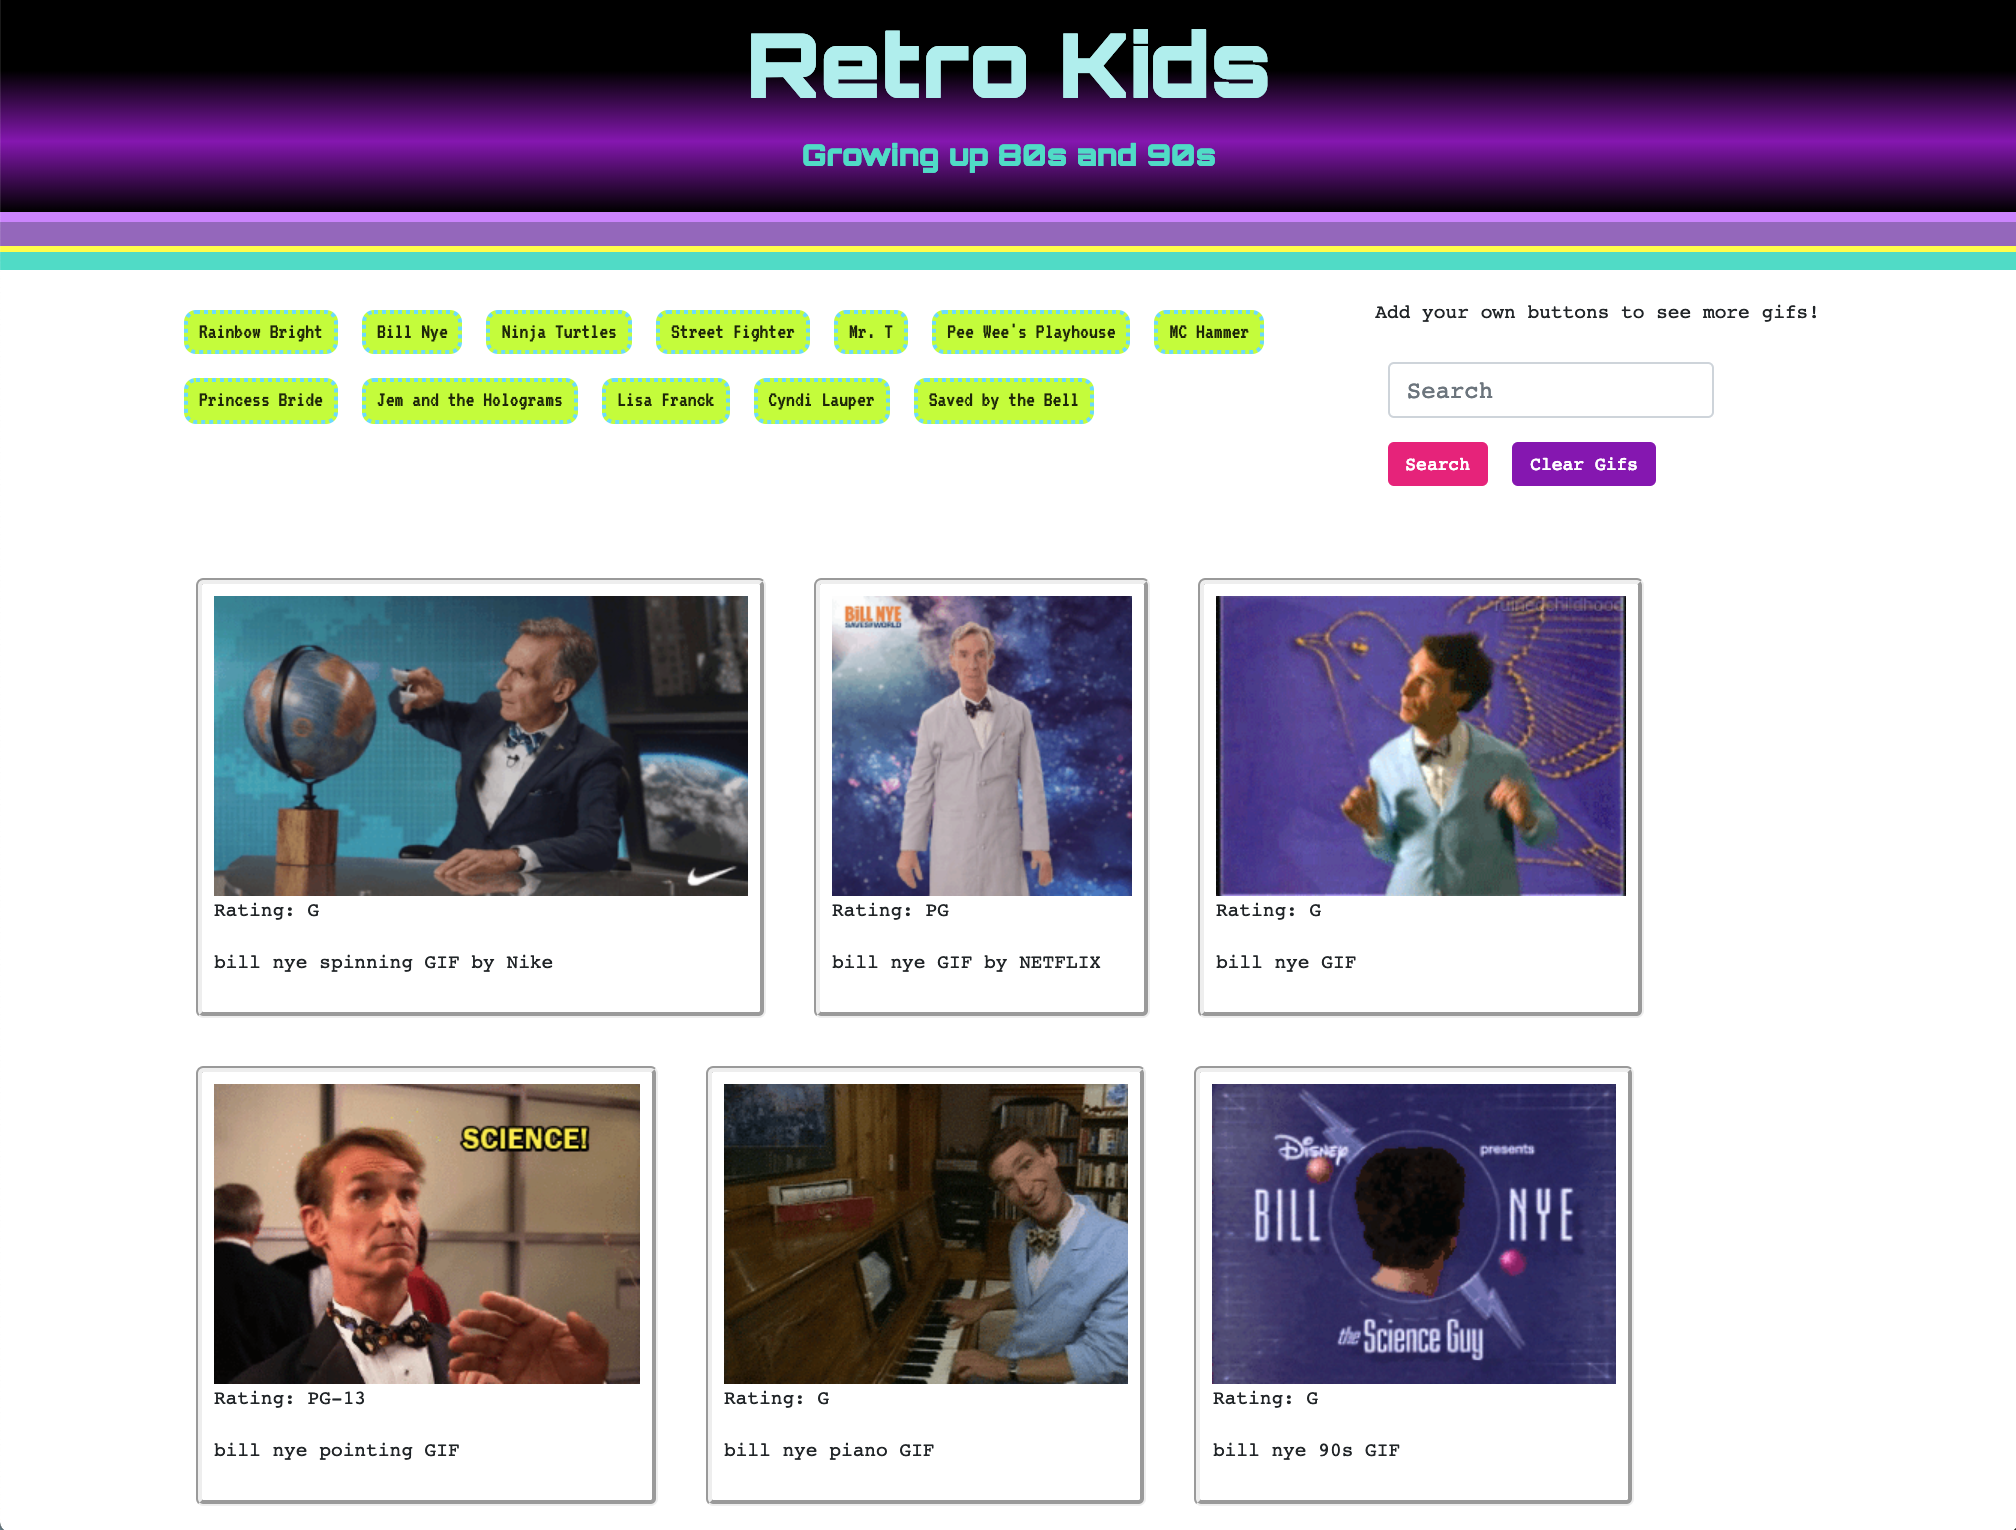 Retro Kids
Growing up 80s and 90s
Rainbow Bright Bill Nye Ninja Turtles Street Fighter Mr. T Pee Wee's Playhouse MC Hammer
Princess Bride Jem and the Holograms Lisa Franck Cyndi Lauper Saved by the Bell
Add your own buttons to see more gifs!
Search
Search Clear Gifs
BILL NYE
SAVES THE WORLD
ruinedchildhood
Rating: G
bill nye spinning GIF by Nike
Rating: PG
bill nye GIF by NETFLIX
Rating: G
bill nye GIF
SCIENCE!
Rating: PG-13
bill nye pointing GIF
Rating: G
bill nye piano GIF
Disney presents
BILL NYE
the Science Guy
Rating: G
bill nye 90s GIF